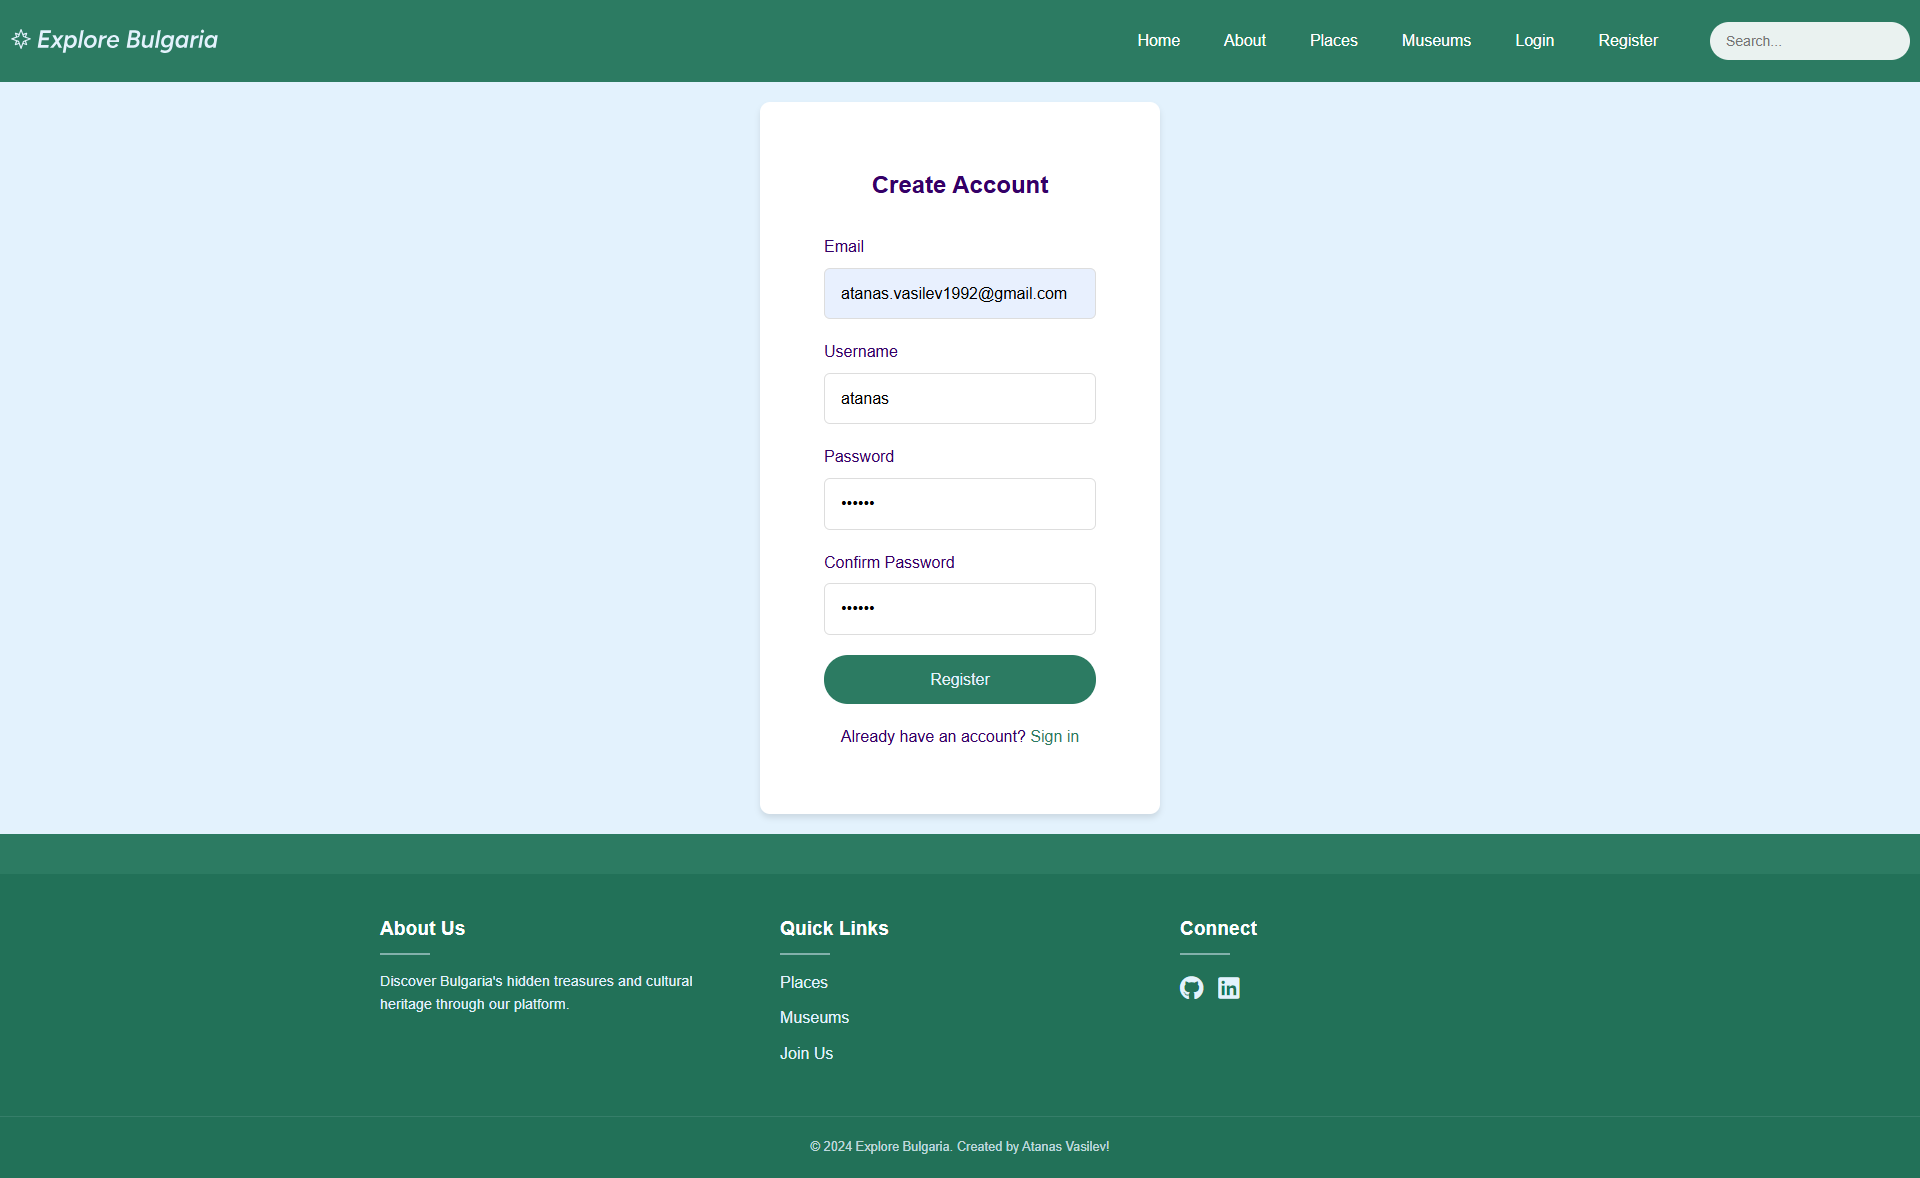 Explore Bulgaria
Home About Places Museums Login Register Search...
Create Account
Email
atanas.vasilev1992@gmail.com
Username
atanas
Password
••••••
Confirm Password
••••••
Register
Already have an account? Sign in
About Us
Discover Bulgaria's hidden treasures and cultural
heritage through our platform.
Quick Links
Places
Museums
Join Us
Connect
© 2024 Explore Bulgaria. Created by Atanas Vasilev!